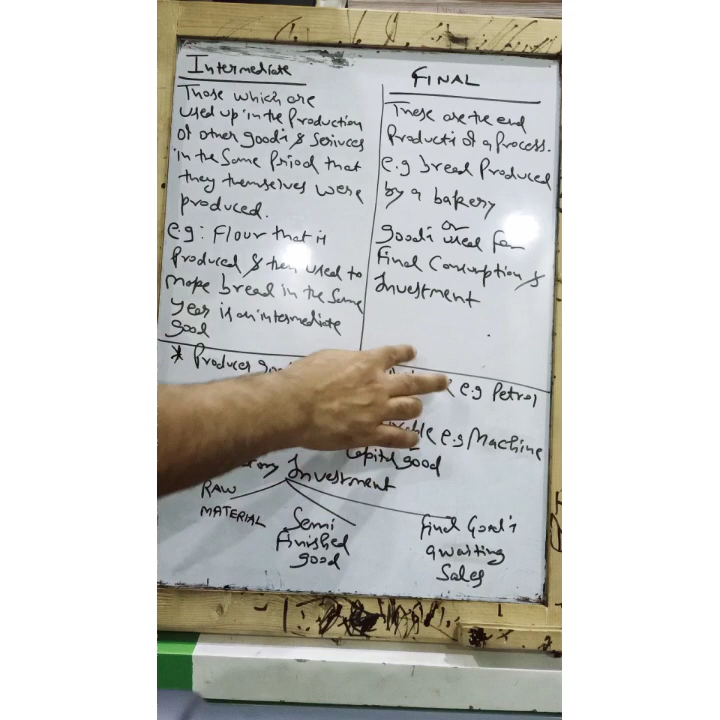 Intermediate
Those which are
used up in the Production
of other goods & Serivces
in the Same Priod that
they themselves were
produced.
e.g: Flour that is
Produced & then used to
make bread in the Same
year is an intermediate
good
FINAL
These are the end
Products of a Process.
e.g bread Produced
by a bakery
or
goods used for
Final Consumption &
Investment
* Producer
e.g Petrol
e.g Machine
Capital good
Investment
RAW
MATERIAL
Semi
Finished
good
Final Good's
awaiting
Sales